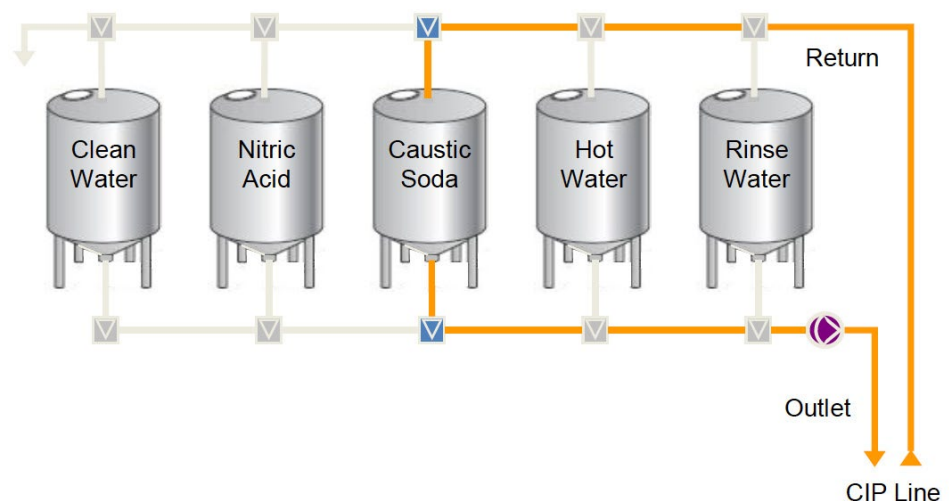 Return
Clean
Water
Nitric
Acid
Caustic
Soda
Hot
Water
Rinse
Water
Outlet
CIP Line